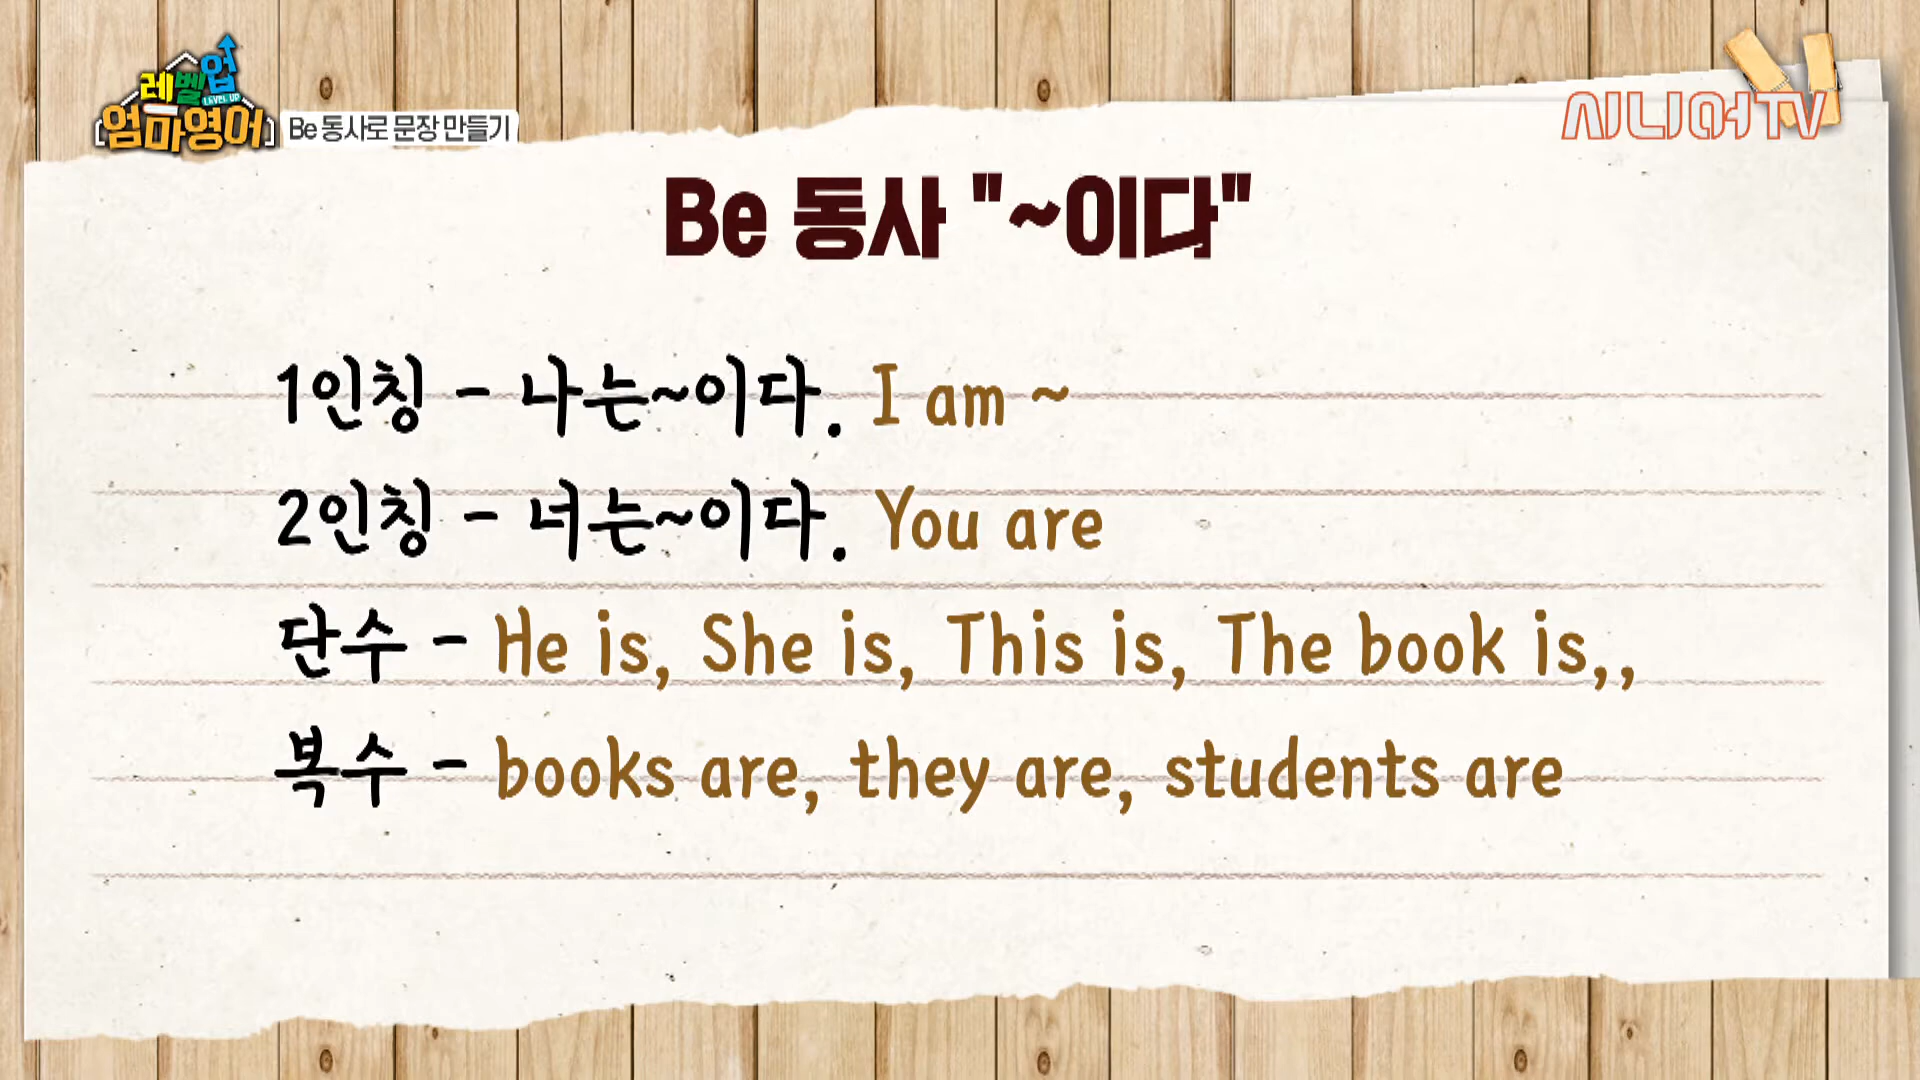 레벨업
LEVEL UP
엄마영어
Be 동사로 문장 만들기
시니어TV
Be 동사 "~이다"
1인칭 - 나는~이다. I am ~
2인칭 - 너는~이다. You are
단수 - He is, She is, This is, The book is,,
복수 - books are, they are, students are